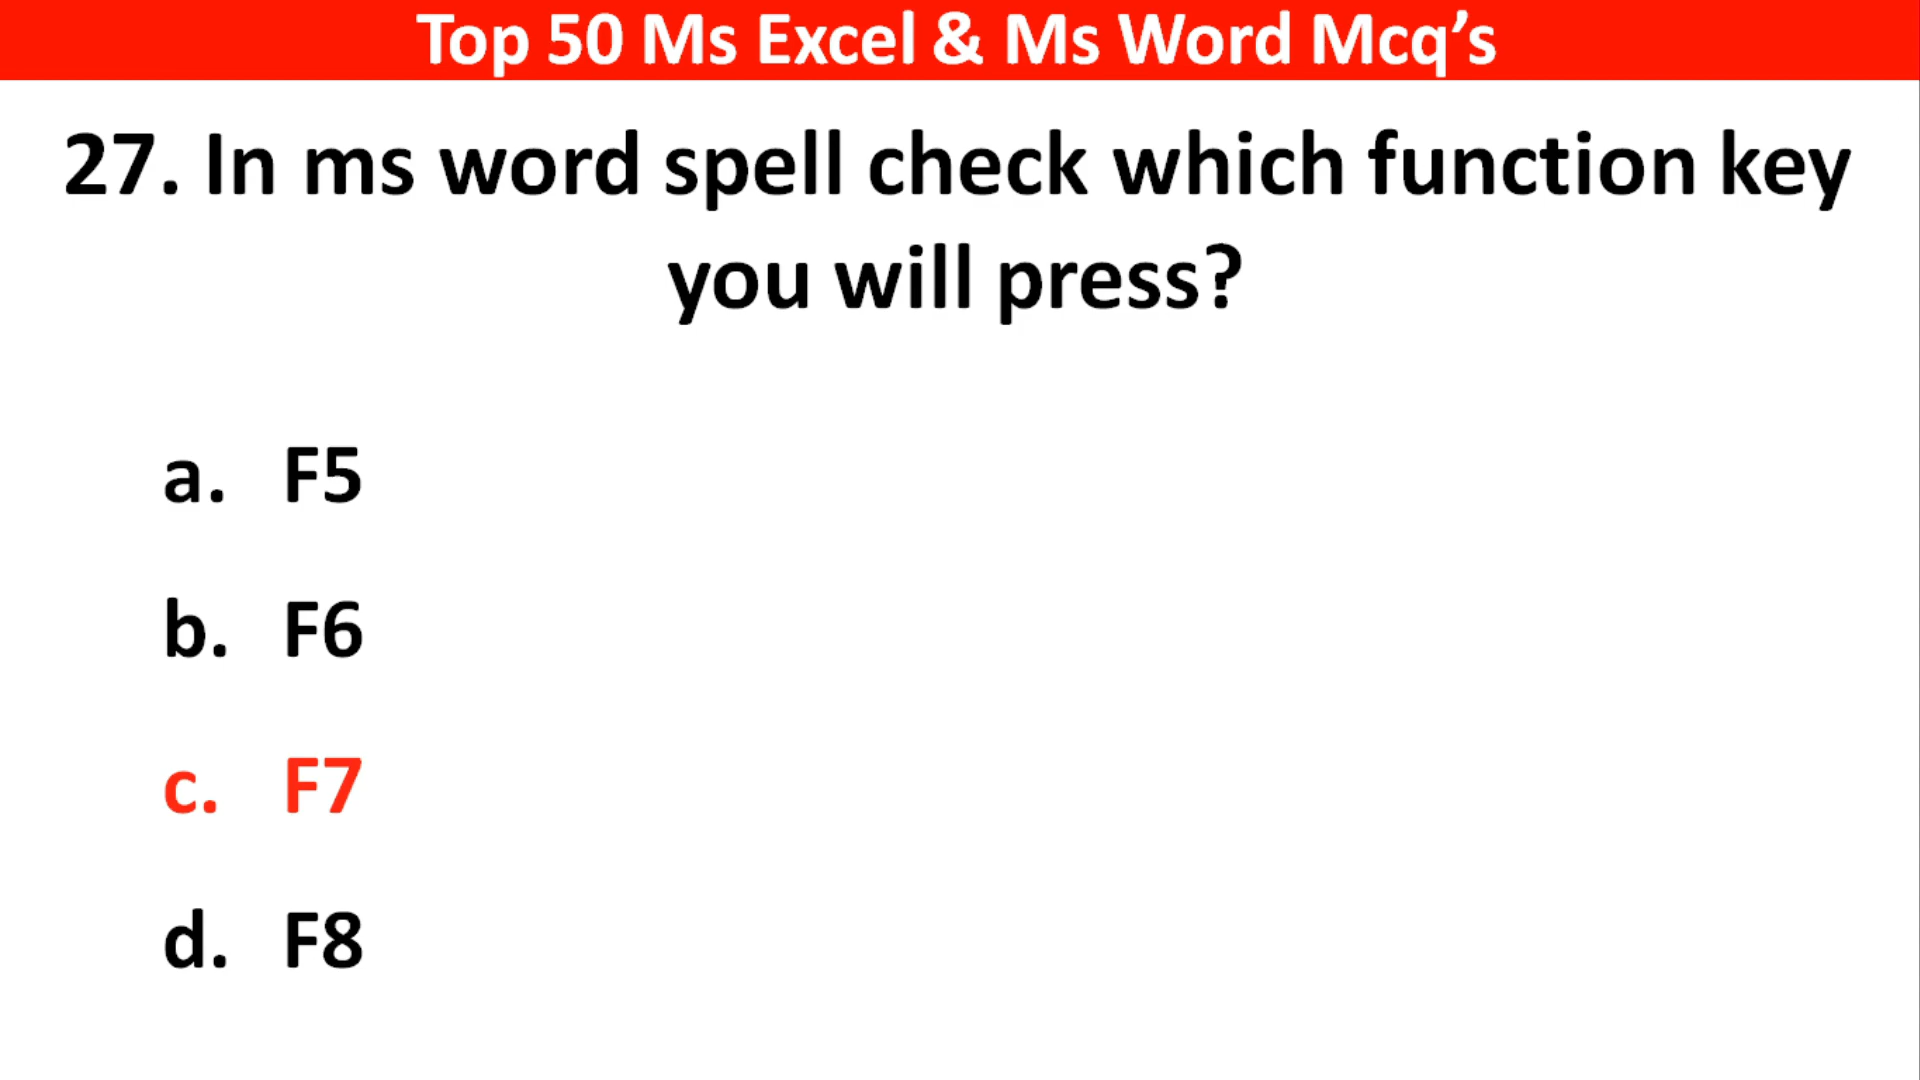 Top 50 Ms Excel & Ms Word Mcq’s
27. In ms word spell check which function key
you will press?
a. F5
b. F6
c. F7
d. F8